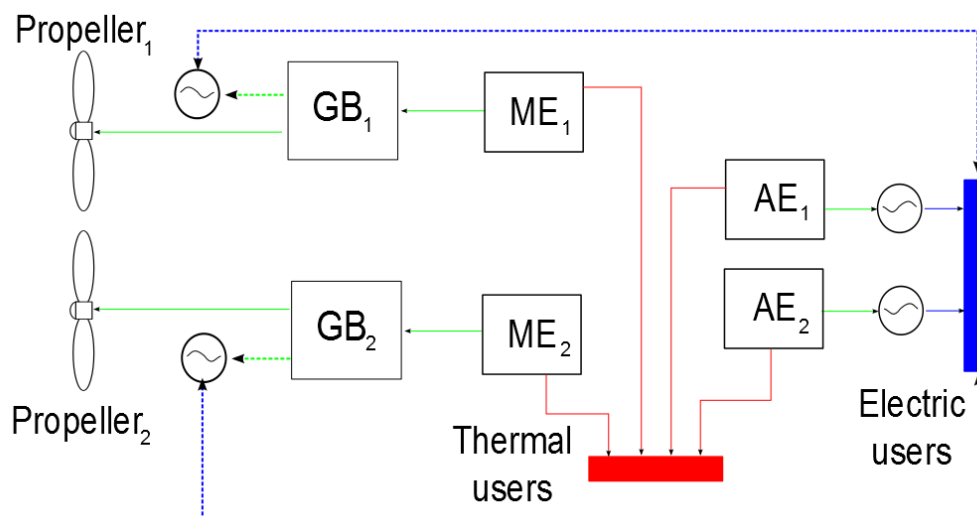 Propeller₁
GB₁
ME₁
AE₁
GB₂
ME₂
AE₂
Propeller₂
Thermal
users
Electric
users